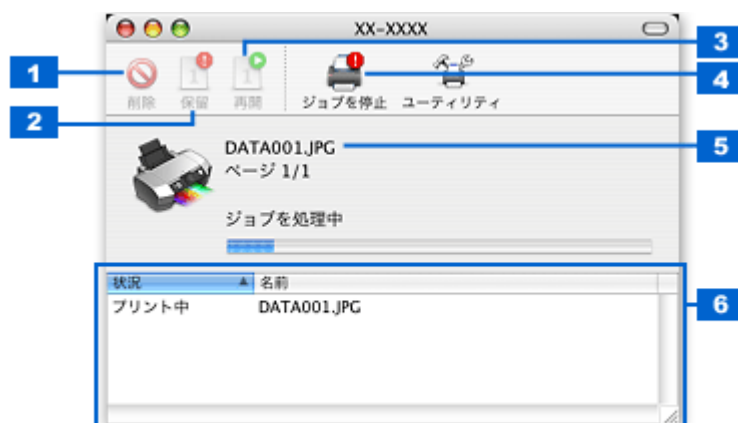 XX-XXXX
削除
保留
再開
ジョブを停止
ユーティリティ
1
2
3
4
DATA001.JPG
5
ページ 1/1
ジョブを処理中
状況
名前
プリント中
DATA001.JPG
6